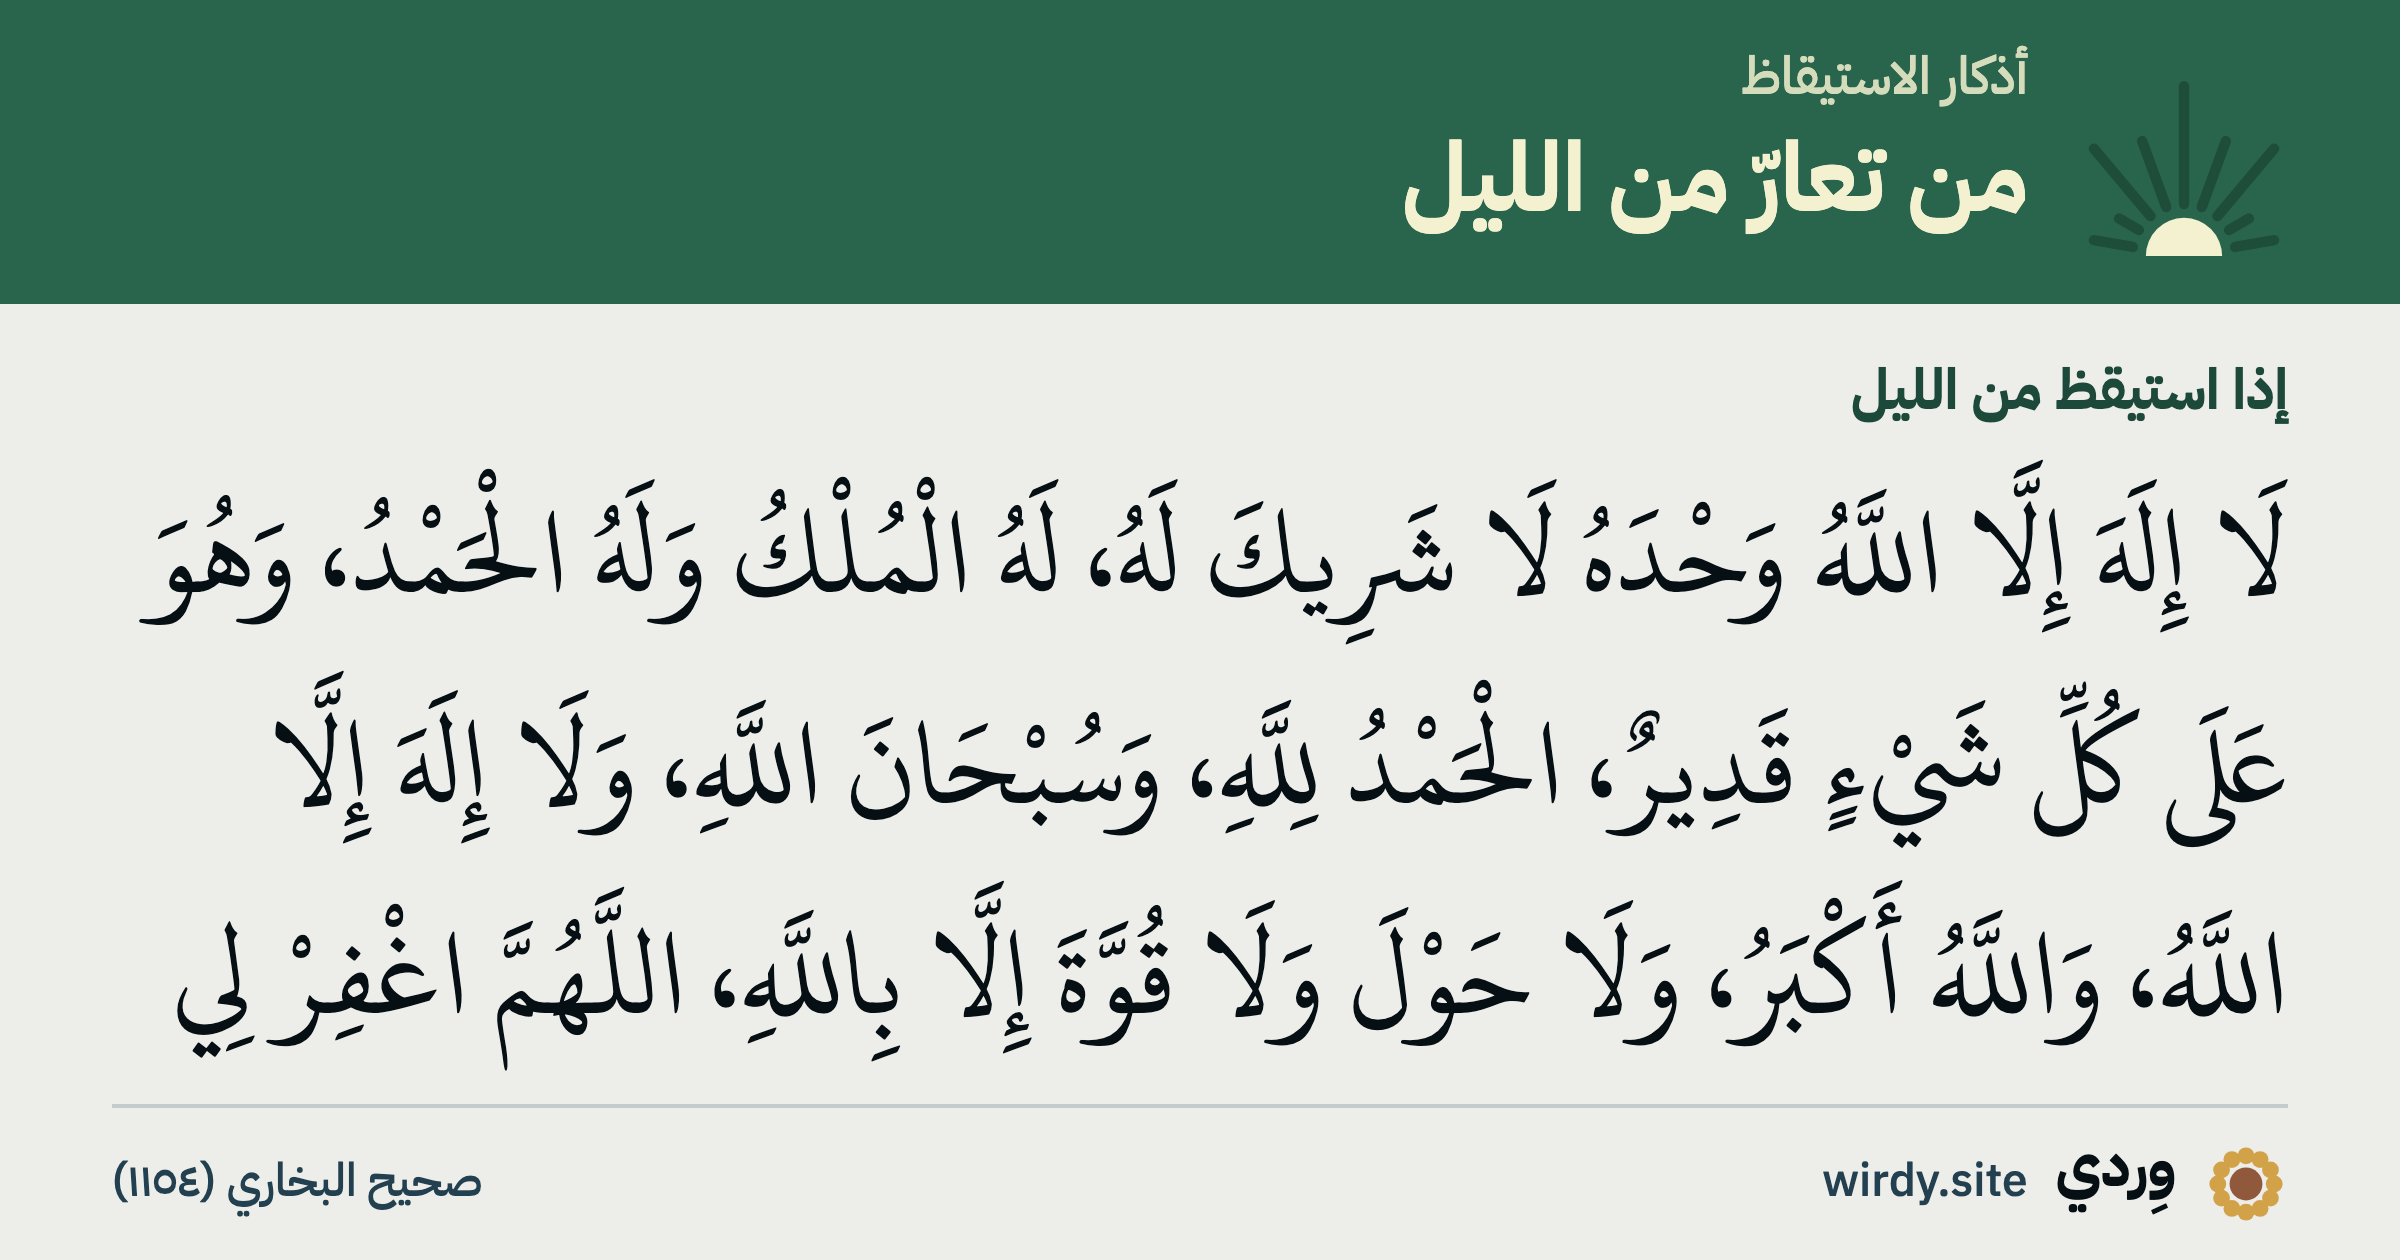 أذكار الاستيقاظ
من تعارّ من الليل
إذا استيقظ من الليل
لَا إِلَهَ إِلَّا اللَّهُ وَحْدَهُ لَا شَرِيكَ لَهُ، لَهُ الْمُلْكُ وَلَهُ الْحَمْدُ، وَهُوَ
عَلَى كُلِّ شَيْءٍ قَدِيرٌ، الْحَمْدُ لِلَّهِ، وَسُبْحَانَ اللَّهِ، وَلَا إِلَهَ إِلَّا
اللَّهُ، وَاللَّهُ أَكْبَرُ، وَلَا حَوْلَ وَلَا قُوَّةَ إِلَّا بِاللَّهِ، اللَّهُمَّ اغْفِرْ لِي
وِردي wirdy.site
صحيح البخاري (١١٥٤)